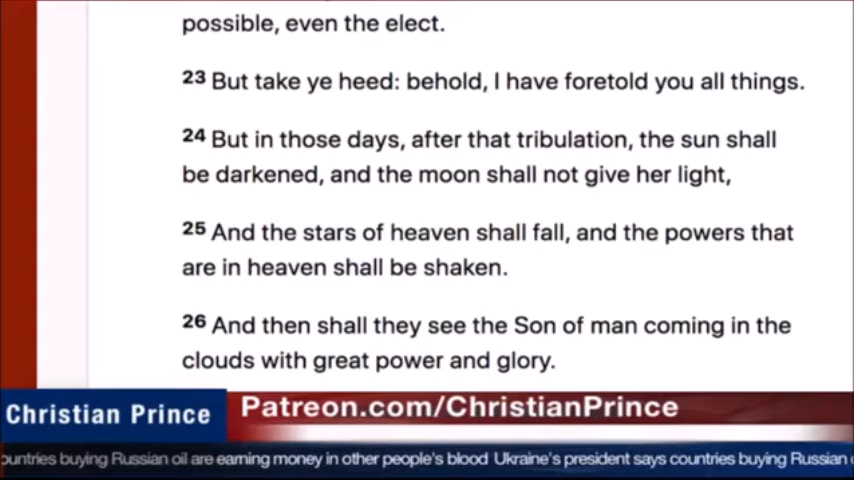 possible, even the elect.
23 But take ye heed: behold, I have foretold you all things.
24 But in those days, after that tribulation, the sun shall
be darkened, and the moon shall not give her light,
25 And the stars of heaven shall fall, and the powers that
are in heaven shall be shaken.
26 And then shall they see the Son of man coming in the
clouds with great power and glory.
Christian Prince
Patreon.com/ChristianPrince
ountries buying Russian oil are earning money in other people's blood Ukraine's president says countries buying Russian